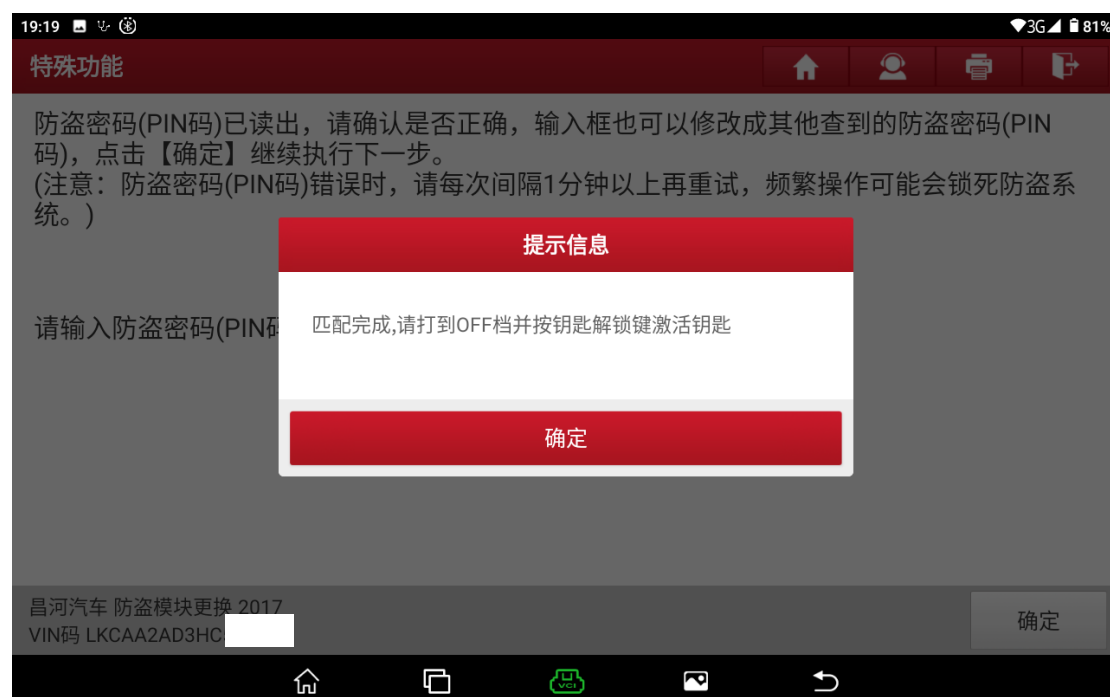 19:19 3G 81%
特殊功能
防盗密码(PIN码)已读出，请确认是否正确，输入框也可以修改成其他查到的防盗密码(PIN
码)，点击【确定】继续执行下一步。
(注意：防盗密码(PIN码)错误时，请每次间隔1分钟以上再重试，频繁操作可能会锁死防盗系
统。)
提示信息
请输入防盗密码(PIN码
匹配完成,请打到OFF档并按钥匙解锁键激活钥匙
确定
昌河汽车 防盗模块更换 2017
VIN码 LKCAA2AD3HC
确定
VCI